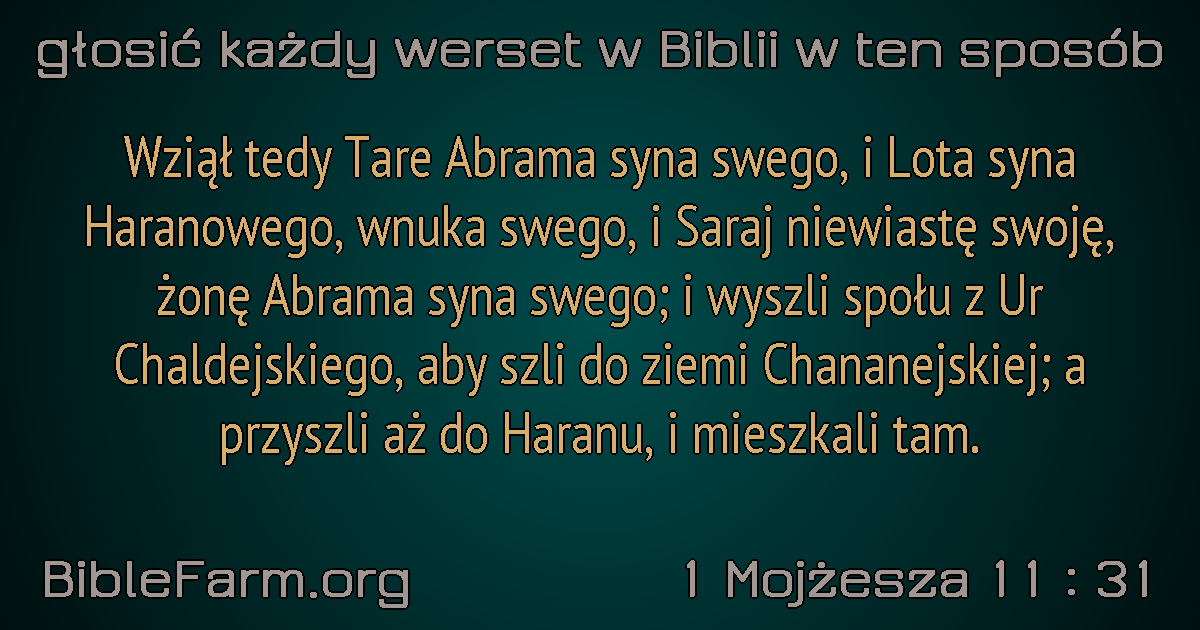 głosić każdy werset w Biblii w ten sposób
Wziął tedy Tare Abrama syna swego, i Lota syna
Haranowego, wnuka swego, i Saraj niewiastę swoję,
żonę Abrama syna swego; i wyszli społu z Ur
Chaldejskiego, aby szli do ziemi Chananejskiej; a
przyszli aż do Haranu, i mieszkali tam.
BibleFarm.org
1 Mojżesza 11 : 31